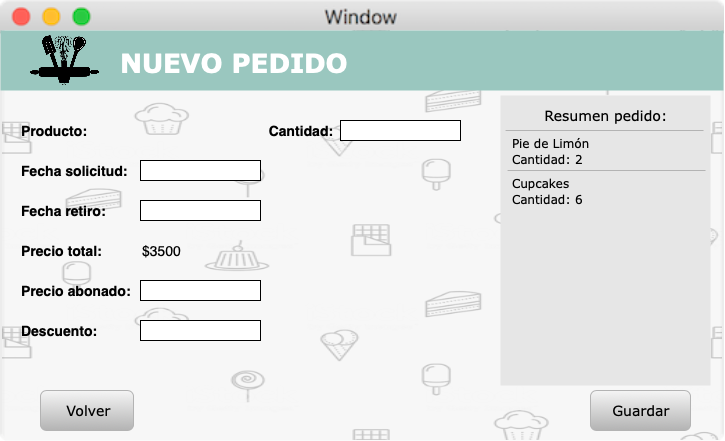 Window
NUEVO PEDIDO
Producto:
Cantidad:
Fecha solicitud:
Fecha retiro:
Precio total: $3500
Precio abonado:
Descuento:
Resumen pedido:
Pie de Limón
Cantidad: 2
Cupcakes
Cantidad: 6
Volver
Guardar